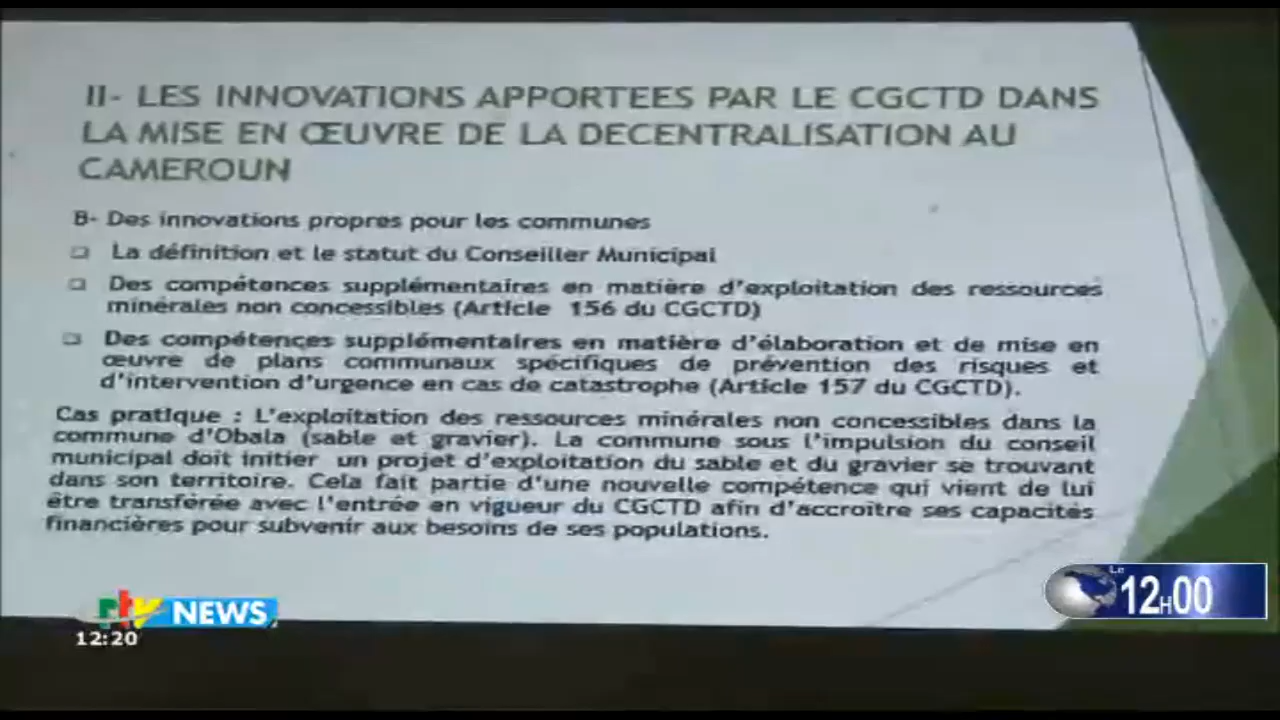 II- LES INNOVATIONS APPORTEES PAR LE CGCTD DANS
LA MISE EN ŒUVRE DE LA DECENTRALISATION AU
CAMEROUN
B- Des innovations propres pour les communes
La définition et le statut du Conseiller Municipal
Des compétences supplémentaires en matière d'exploitation des ressources
minérales non concessibles (Article 156 du CGCTD)
Des compétences supplémentaires en matière d'élaboration et de mise en
œuvre de plans communaux spécifiques de prévention des risques et
d'intervention d'urgence en cas de catastrophe (Article 157 du CGCTD).
Cas pratique : L'exploitation des ressources minérales non concessibles dans la
commune d'Obala (sable et gravier). La commune sous l'impulsion du conseil
municipal doit initier un projet d'exploitation du sable et du gravier se trouvant
dans son territoire. Cela fait partie d'une nouvelle compétence qui vient de lui
être transférée avec l'entrée en vigueur du CGCTD afin d'accroître ses capacités
financières pour subvenir aux besoins de ses populations.
rtv NEWS
12:20
Le
12H00